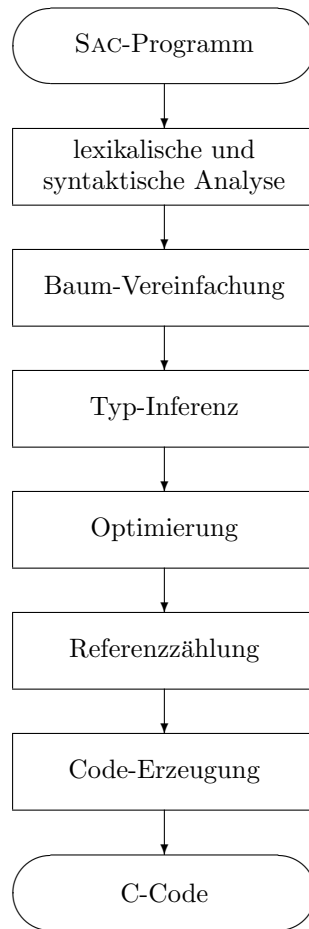 SAC-Programm
lexikalische und
syntaktische Analyse
Baum-Vereinfachung
Typ-Inferenz
Optimierung
Referenzzählung
Code-Erzeugung
C-Code